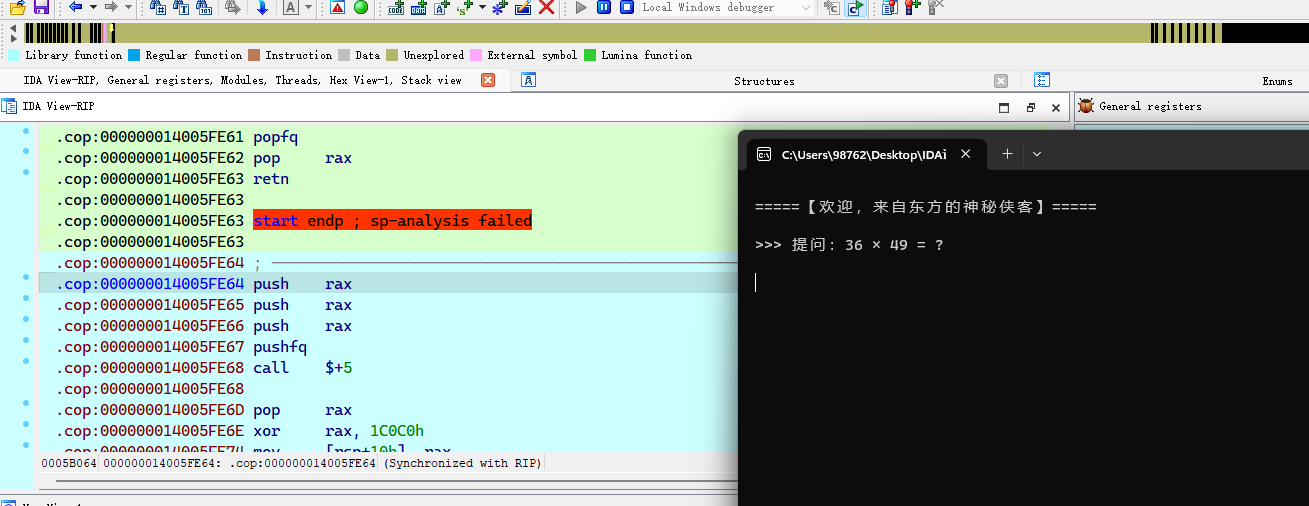 Local Windows debugger
Library function Regular function Instruction Data Unexplored External symbol Lumina function
IDA View-RIP, General registers, Modules, Threads, Hex View-1, Stack view
Structures
Enums
IDA View-RIP
General registers
.cop:000000014005FE61 popfq
.cop:000000014005FE62 pop rax
.cop:000000014005FE63 retn
.cop:000000014005FE63
.cop:000000014005FE63 start endp ; sp-analysis failed
.cop:000000014005FE63
.cop:000000014005FE64 ;
.cop:000000014005FE64 push rax
.cop:000000014005FE65 push rax
.cop:000000014005FE66 push rax
.cop:000000014005FE67 pushfq
.cop:000000014005FE68 call $+5
.cop:000000014005FE68
.cop:000000014005FE6D pop rax
.cop:000000014005FE6E xor rax, 1C0C0h
.cop:000000014005FE74 mov [rsp+10h], rax
0005B064 000000014005FE64: .cop:000000014005FE64 (Synchronized with RIP)
C:\Users\98762\Desktop\IDAì
=====【欢迎，来自东方的神秘侠客】=====
>>> 提问：36 × 49 = ?